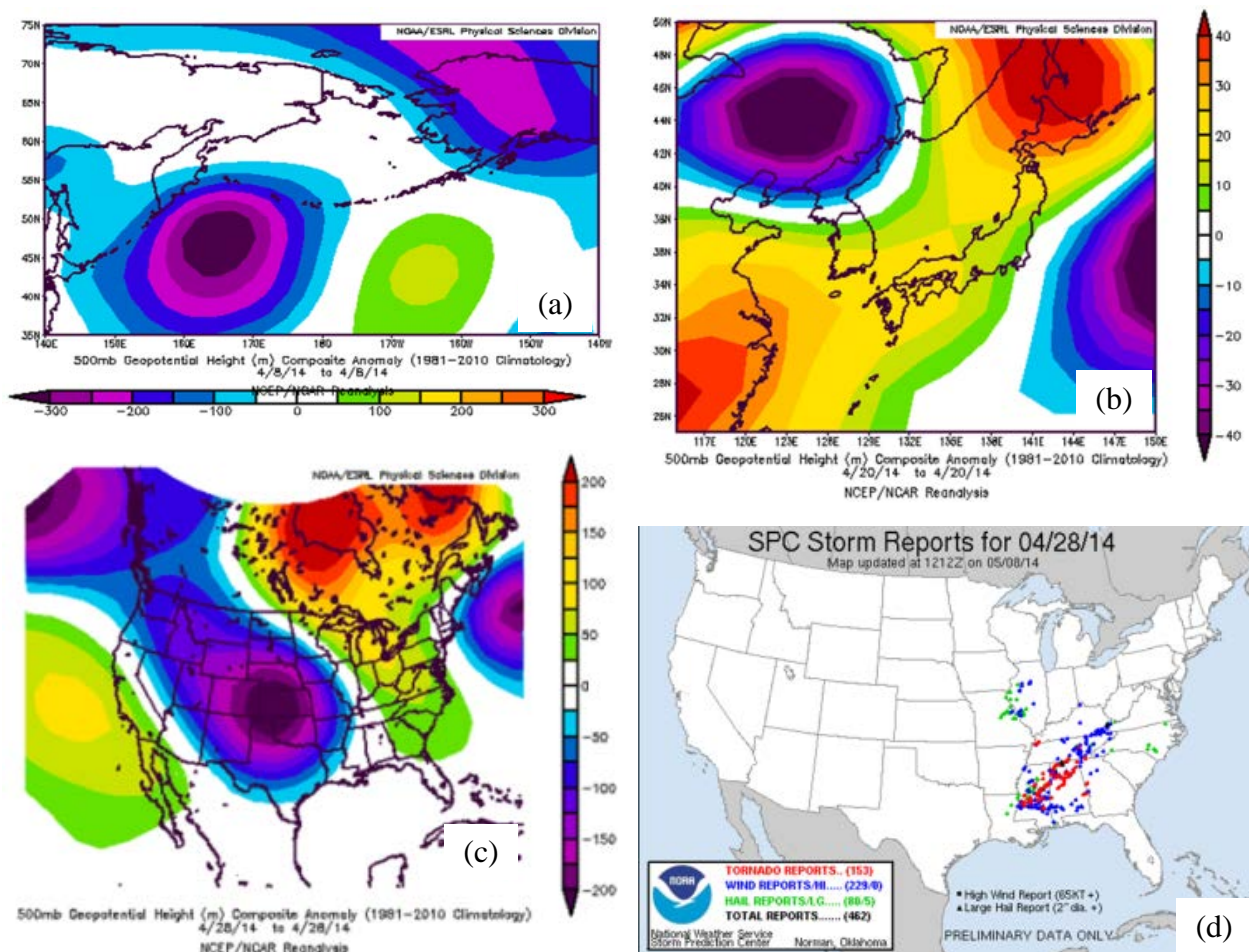 NOAA/ESRL Physical Sciences Division
75N
70N
65N
60N
55N
50N
45N
40N
35N
140E 150E 160E 170E 180 170W 160W 150W 140W
(a)
500mb Geopotential Height (m) Composite Anomaly (1981-2010 Climatology)
4/8/14 to 4/8/14
NCEP/NCAR Reanalysis
-300 -200 -100 0 100 200 300
NOAA/ESRL Physical Sciences Division
50N
48N
46N
44N
42N
40N
38N
36N
34N
32N
30N
28N
26N
117E 120E 123E 126E 129E 132E 135E 138E 141E 144E 147E 150E
(b)
40
30
20
10
0
-10
-20
-30
-40
500mb Geopotential Height (m) Composite Anomaly (1981-2010 Climatology)
4/20/14 to 4/20/14
NCEP/NCAR Reanalysis
NOAA/ESRL Physical Sciences Division
200
150
100
50
0
-50
-100
-150
-200
(c)
500mb Geopotential Height (m) Composite Anomaly (1981-2010 Climatology)
4/28/14 to 4/28/14
NCEP/NCAR Reanalysis
SPC Storm Reports for 04/28/14
Map updated at 1212Z on 05/08/14
NOAA
TORNADO REPORTS.. (153)
WIND REPORTS/HI..... (229/0)
HAIL REPORTS/LG.... (80/5)
TOTAL REPORTS...... (462)
National Weather Service
Storm Prediction Center Norman, Oklahoma
High Wind Report (65KT +)
Large Hail Report (2" dia. +)
PRELIMINARY DATA ONLY
(d)